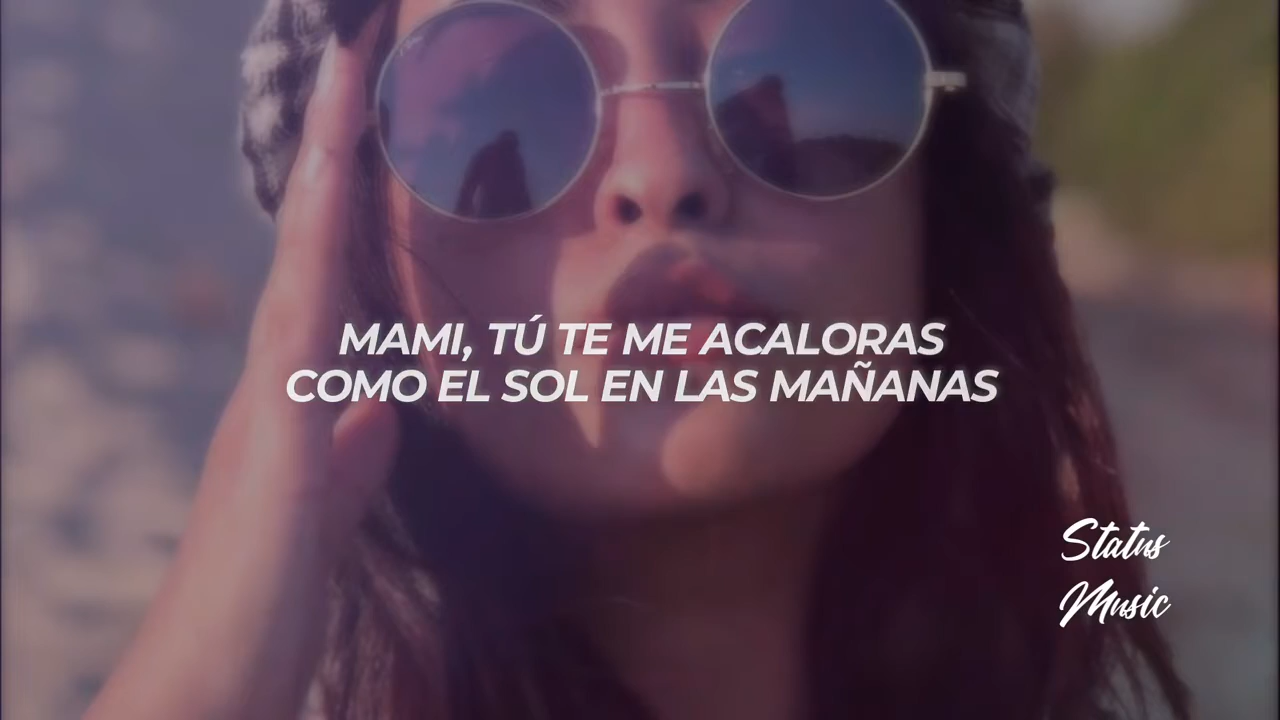 MAMI, TÚ TE ME ACALORAS
COMO EL SOL EN LAS MAÑANAS
Status
Music